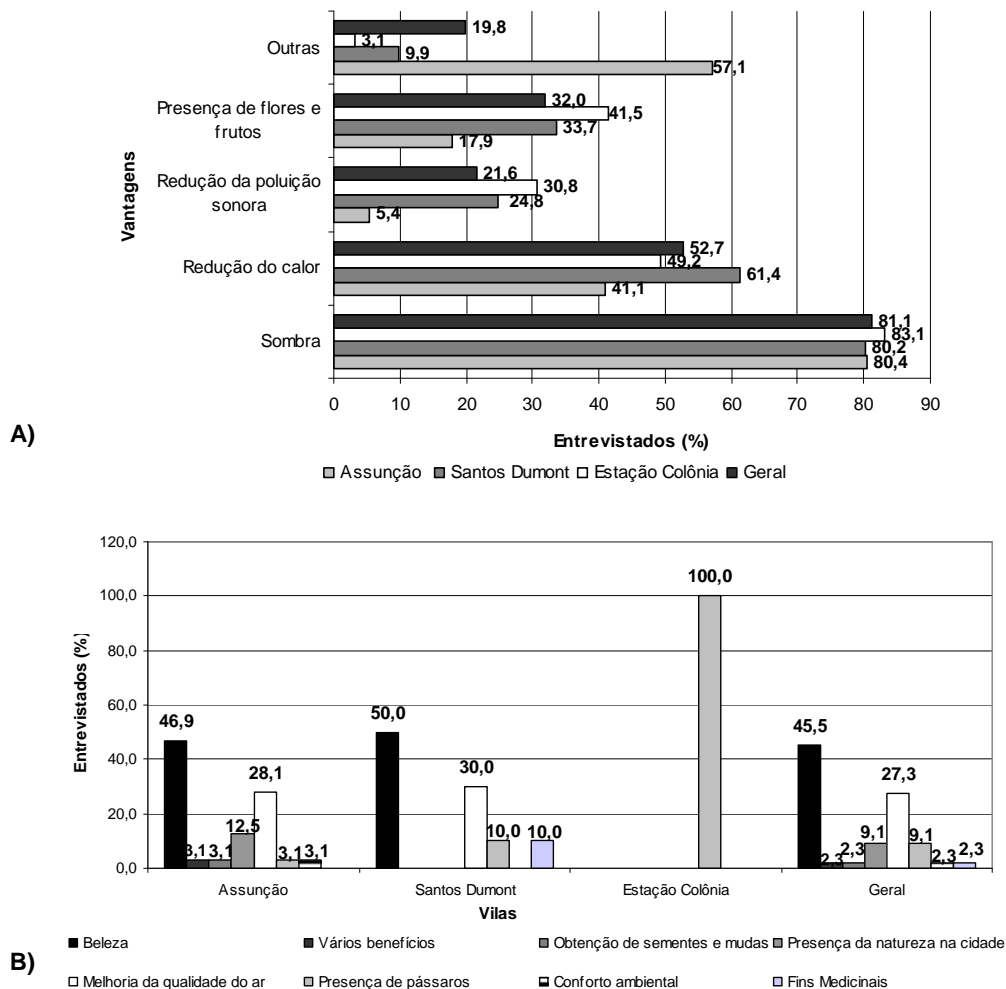 Vantagens
Outras
19,8
3,1
9,9
57,1
Presença de flores e
frutos
32,0
41,5
33,7
17,9
Redução da poluição
sonora
21,6
30,8
24,8
5,4
Redução do calor
52,7
49,2
61,4
41,1
Sombra
81,1
83,1
80,2
80,4
0 10 20 30 40 50 60 70 80 90
A)
Entrevistados (%)
Assunção Santos Dumont Estação Colônia Geral
Entrevistados (%)
120,0
100,0
80,0
60,0
40,0
20,0
0,0
46,9 3,1 3,1 12,5 28,1 3,1 3,1
50,0 30,0 10,0 10,0
100,0
45,5 2,3 2,3 9,1 27,3 9,1 2,3 2,3
Assunção Santos Dumont Estação Colônia Geral
Vilas
Beleza Vários benefícios Obtenção de sementes e mudas Presença da natureza na cidade
B)
Melhoria da qualidade do ar Presença de pássaros Conforto ambiental Fins Medicinais